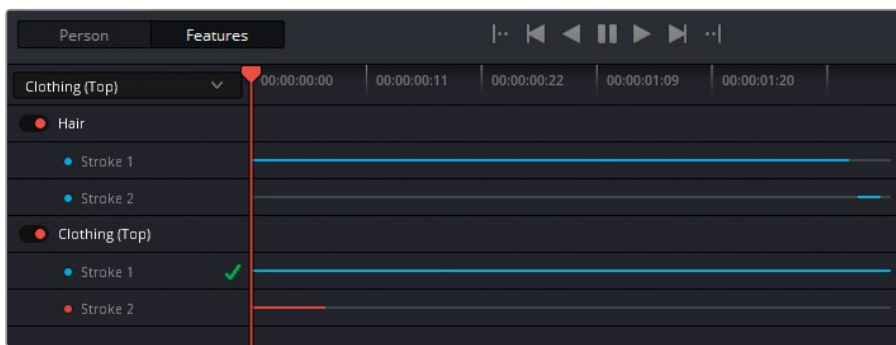 Person Features
Clothing (Top) 00:00:00:00 00:00:00:11 00:00:00:22 00:00:01:09 00:00:01:20
Hair
Stroke 1
Stroke 2
Clothing (Top)
Stroke 1
Stroke 2